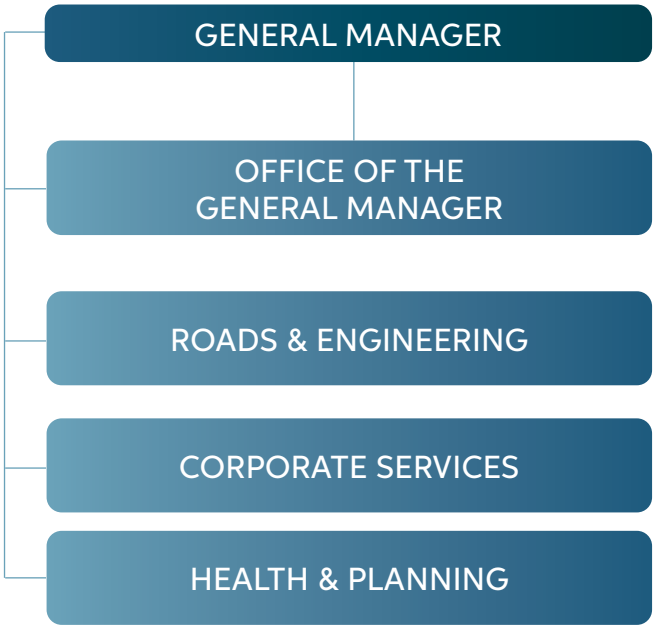 GENERAL MANAGER
OFFICE OF THE
GENERAL MANAGER
ROADS & ENGINEERING
CORPORATE SERVICES
HEALTH & PLANNING